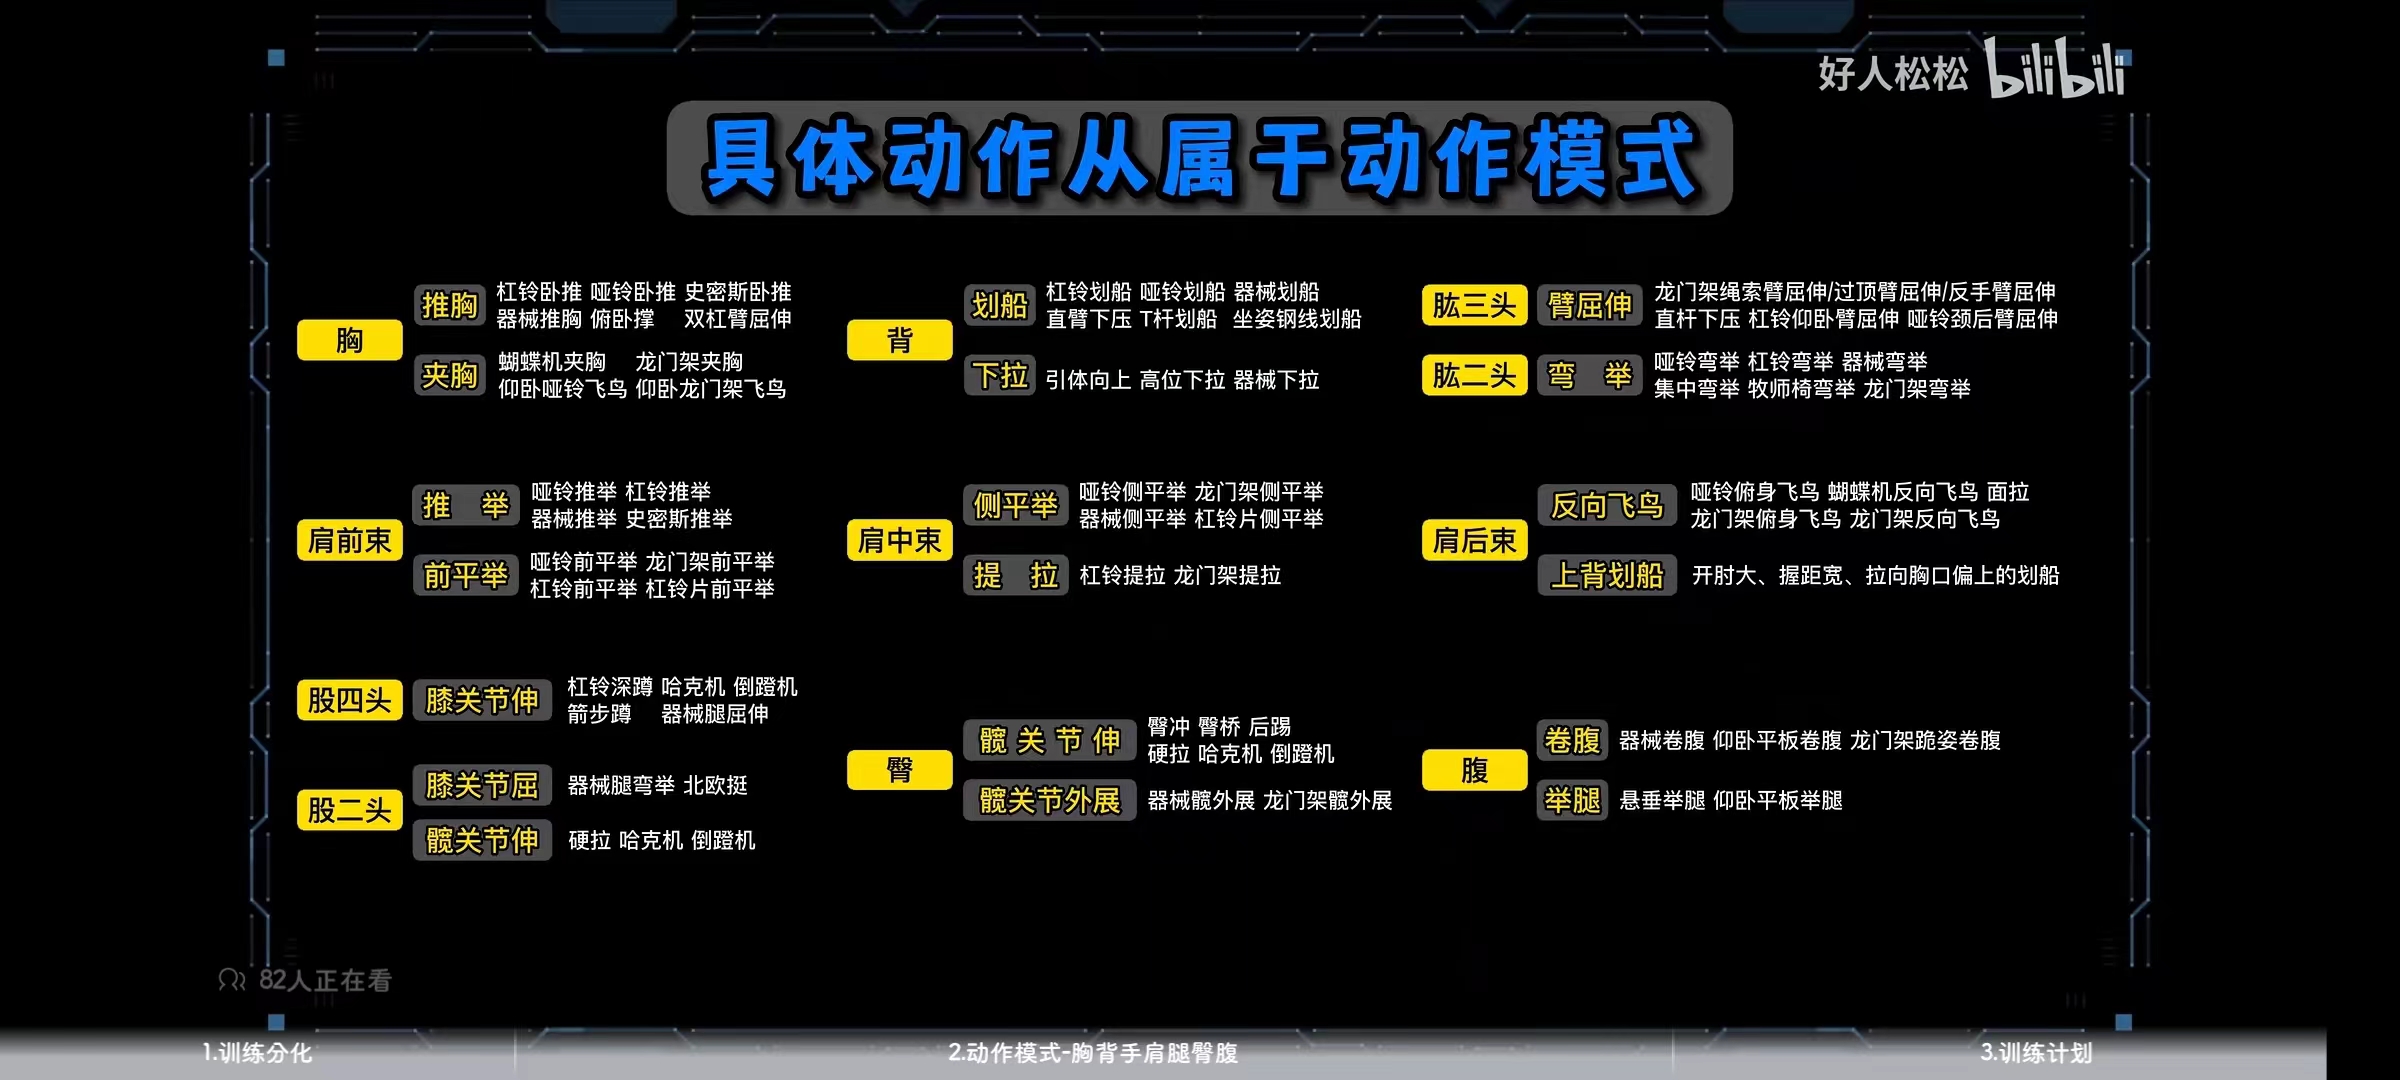 好人松松 bilibili
具体动作从属于动作模式
胸
推胸
杠铃卧推 哑铃卧推 史密斯卧推
器械推胸 俯卧撑 双杠臂屈伸
夹胸
蝴蝶机夹胸 龙门架夹胸
仰卧哑铃飞鸟 仰卧龙门架飞鸟
背
划船
杠铃划船 哑铃划船 器械划船
直臂下压 T杆划船 坐姿钢线划船
下拉
引体向上 高位下拉 器械下拉
肱三头
臂屈伸
龙门架绳索臂屈伸/过顶臂屈伸/反手臂屈伸
直杆下压 杠铃仰卧臂屈伸 哑铃颈后臂屈伸
肱二头
弯 举
哑铃弯举 杠铃弯举 器械弯举
集中弯举 牧师椅弯举 龙门架弯举
肩前束
推 举
哑铃推举 杠铃推举
器械推举 史密斯推举
前平举
哑铃前平举 龙门架前平举
杠铃前平举 杠铃片前平举
肩中束
侧平举
哑铃侧平举 龙门架侧平举
器械侧平举 杠铃片侧平举
提 拉
杠铃提拉 龙门架提拉
肩后束
反向飞鸟
哑铃俯身飞鸟 蝴蝶机反向飞鸟 面拉
龙门架俯身飞鸟 龙门架反向飞鸟
上背划船
开肘大、握距宽、拉向胸口偏上的划船
股四头
膝关节伸
杠铃深蹲 哈克机 倒蹬机
箭步蹲 器械腿屈伸
股二头
膝关节屈
器械腿弯举 北欧挺
髋关节伸
硬拉 哈克机 倒蹬机
臀
髋关节伸
臀冲 臀桥 后踢
硬拉 哈克机 倒蹬机
髋关节外展
器械髋外展 龙门架髋外展
腹
卷腹
器械卷腹 仰卧平板卷腹 龙门架跪姿卷腹
举腿
悬垂举腿 仰卧平板举腿
82人正在看
1.训练分化
2.动作模式-胸背手肩腿臀腹
3.训练计划